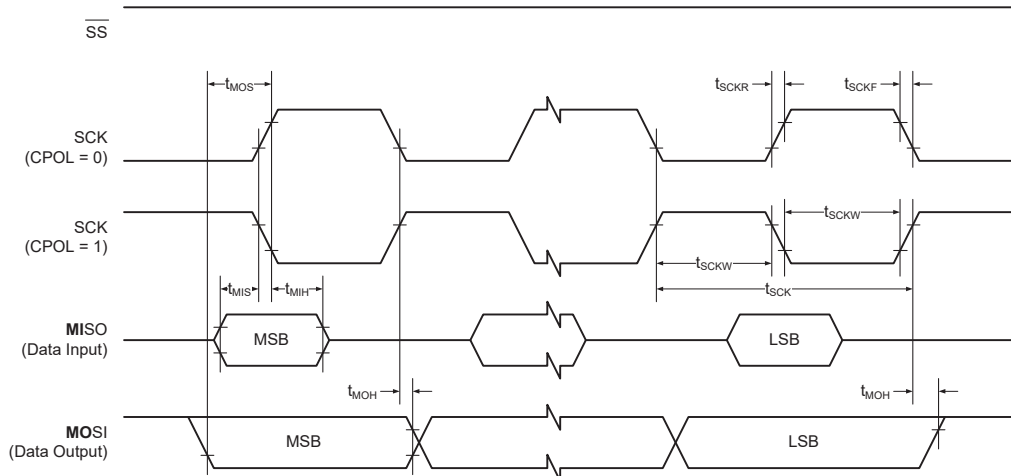 SS
tMOS
tSCKR
tSCKF
SCK
(CPOL = 0)
SCK
(CPOL = 1)
tSCKW
tSCKW
tSCK
tMIS
tMIH
MISO
(Data Input)
MSB
LSB
tMOH
tMOH
MOSI
(Data Output)
MSB
LSB